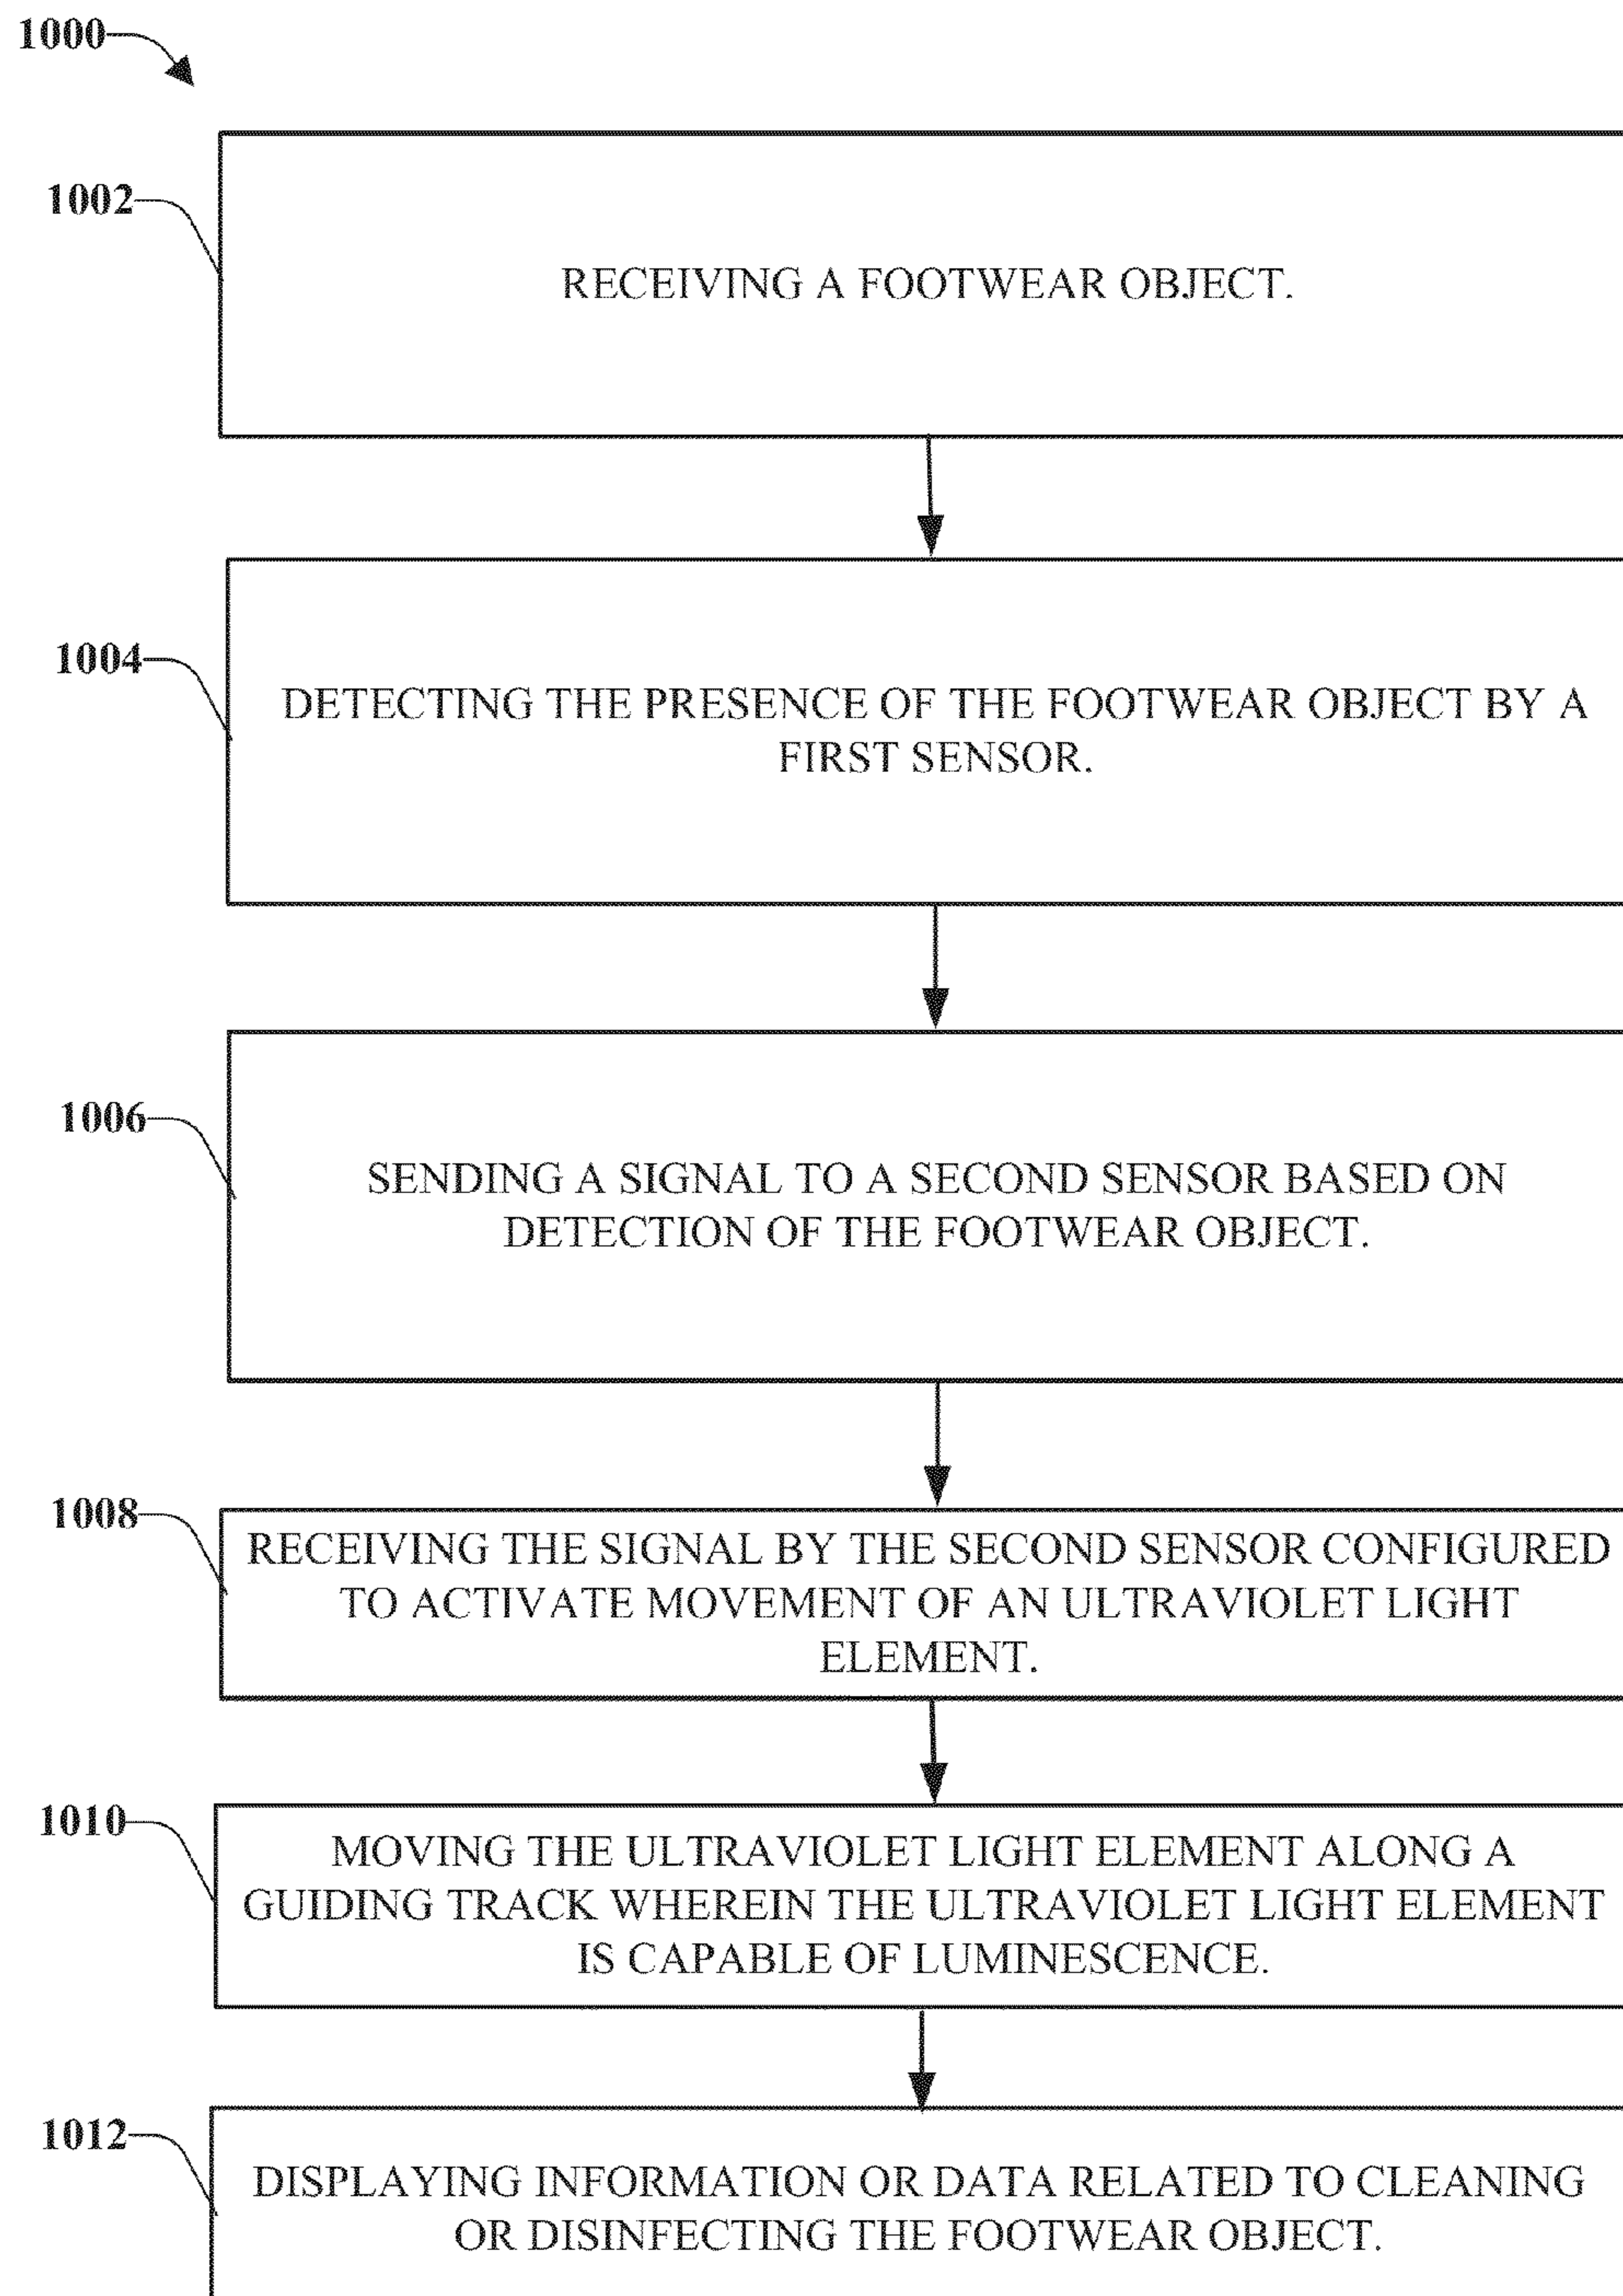 1000
1002
RECEIVING A FOOTWEAR OBJECT.
1004
DETECTING THE PRESENCE OF THE FOOTWEAR OBJECT BY A
FIRST SENSOR.
1006
SENDING A SIGNAL TO A SECOND SENSOR BASED ON
DETECTION OF THE FOOTWEAR OBJECT.
1008
RECEIVING THE SIGNAL BY THE SECOND SENSOR CONFIGURED
TO ACTIVATE MOVEMENT OF AN ULTRAVIOLET LIGHT
ELEMENT.
1010
MOVING THE ULTRAVIOLET LIGHT ELEMENT ALONG A
GUIDING TRACK WHEREIN THE ULTRAVIOLET LIGHT ELEMENT
IS CAPABLE OF LUMINESCENCE.
1012
DISPLAYING INFORMATION OR DATA RELATED TO CLEANING
OR DISINFECTING THE FOOTWEAR OBJECT.